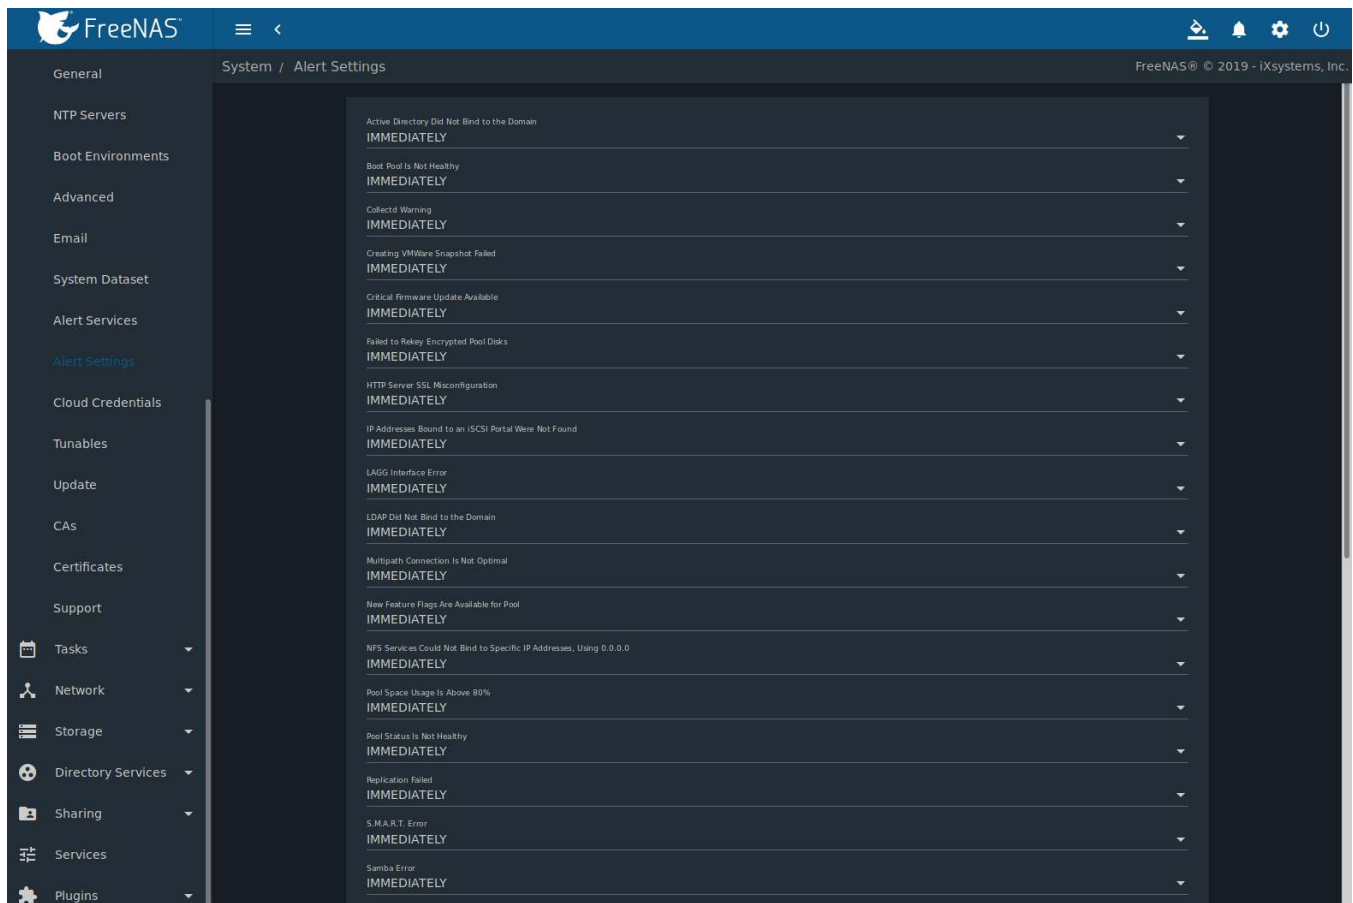 FreeNAS™
System / Alert Settings
FreeNAS® © 2019 - iXsystems, Inc.
General
NTP Servers
Boot Environments
Advanced
Email
System Dataset
Alert Services
Alert Settings
Cloud Credentials
Tunables
Update
CAs
Certificates
Support
Tasks
Network
Storage
Directory Services
Sharing
Services
Plugins
Active Directory Did Not Bind to the Domain
IMMEDIATELY
Boot Pool Is Not Healthy
IMMEDIATELY
Collectd Warning
IMMEDIATELY
Creating VMWare Snapshot Failed
IMMEDIATELY
Critical Firmware Update Available
IMMEDIATELY
Failed to Rekey Encrypted Pool Disks
IMMEDIATELY
HTTP Server SSL Misconfiguration
IMMEDIATELY
IP Addresses Bound to an iSCSI Portal Were Not Found
IMMEDIATELY
LAGG Interface Error
IMMEDIATELY
LDAP Did Not Bind to the Domain
IMMEDIATELY
Multipath Connection Is Not Optimal
IMMEDIATELY
New Feature Flags Are Available for Pool
IMMEDIATELY
NFS Services Could Not Bind to Specific IP Addresses, Using 0.0.0.0
IMMEDIATELY
Pool Space Usage Is Above 80%
IMMEDIATELY
Pool Status Is Not Healthy
IMMEDIATELY
Replication Failed
IMMEDIATELY
S.M.A.R.T. Error
IMMEDIATELY
Samba Error
IMMEDIATELY